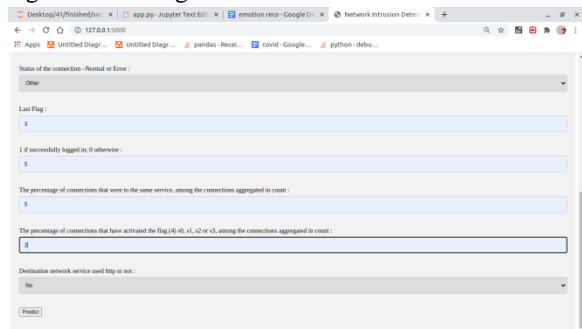 Desktop/41/finished/sec
app.py - Jupyter Text Edit
emotion reco - Google Do
Network Intrusion Detect
127.0.0.1:5000
Apps Untitled Diagr... Untitled Diagr... pandas - Recei... covid - Google... python - debu...
Status of the connection –Normal or Error :
Other
Last Flag :
3
1 if successfully logged in; 0 otherwise :
5
The percentage of connections that were to the same service, among the connections aggregated in count :
5
The percentage of connections that have activated the flag (4) s0, s1, s2 or s3, among the connections aggregated in count :
2
Destination network service used http or not :
No
Predict